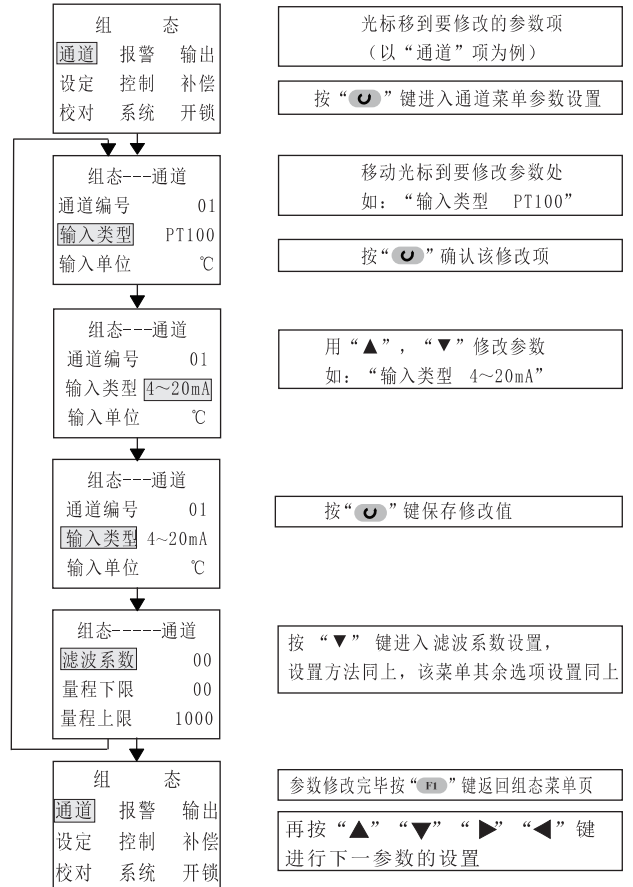 组 态
通道 报警 输出
设定 控制 补偿
校对 系统 开锁
光标移到要修改的参数项
（以“通道”项为例）
按“ ”键进入通道菜单参数设置
组态---通道
通道编号 01
输入类型 PT100
输入单位 ℃
移动光标到要修改参数处
如：“输入类型 PT100”
按“ ”确认该修改项
组态---通道
通道编号 01
输入类型 4～20mA
输入单位 ℃
用“▲”，“▼”修改参数
如：“输入类型 4～20mA”
组态---通道
通道编号 01
输入类型 4～20mA
输入单位 ℃
按“ ”键保存修改值
组态-----通道
滤波系数 00
量程下限 00
量程上限 1000
按 “▼” 键进入滤波系数设置，
设置方法同上，该菜单其余选项设置同上
组 态
通道 报警 输出
设定 控制 补偿
校对 系统 开锁
参数修改完毕按“F1”键返回组态菜单页
再按“▲”“▼”“▶”“◀”键
进行下一参数的设置